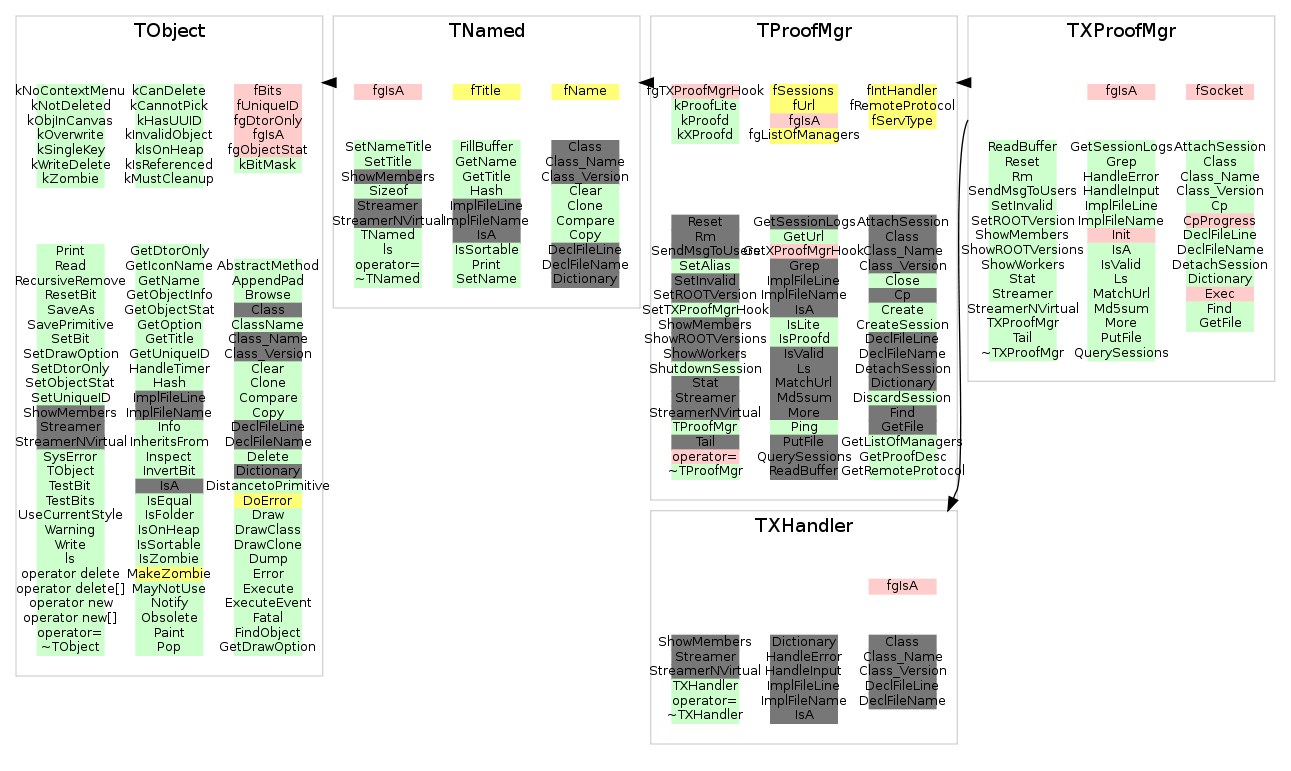 TObject
kNoContextMenu kCanDelete fBits
kNotDeleted kCannotPick fUniqueID
kObjInCanvas kHasUUID fgDtorOnly
kOverwrite kInvalidObject fgIsA
kSingleKey kIsOnHeap fgObjectStat
kWriteDelete kIsReferenced kBitMask
kZombie kMustCleanup
Print GetDtorOnly
Read GetIconName AbstractMethod
RecursiveRemove GetName AppendPad
ResetBit GetObjectInfo Browse
SaveAs GetObjectStat Class
SavePrimitive GetOption ClassName
SetBit GetTitle Class_Name
SetDrawOption GetUniqueID Class_Version
SetDtorOnly HandleTimer Clear
SetObjectStat Hash Clone
SetUniqueID ImplFileLine Compare
ShowMembers ImplFileName Copy
Streamer Info DeclFileLine
StreamerNVirtual InheritsFrom DeclFileName
SysError Inspect Delete
TObject InvertBit Dictionary
TestBit IsA DistancetoPrimitive
TestBits IsEqual DoError
UseCurrentStyle IsFolder Draw
Warning IsOnHeap DrawClass
Write IsSortable DrawClone
ls IsZombie Dump
operator delete MakeZombie Error
operator delete[] MayNotUse Execute
operator new Notify ExecuteEvent
operator new[] Obsolete Fatal
operator= Paint FindObject
~TObject Pop GetDrawOption
TNamed
fgIsA fTitle fName
SetNameTitle FillBuffer Class
SetTitle GetName Class_Name
ShowMembers GetTitle Class_Version
Sizeof Hash Clear
Streamer ImplFileLine Clone
StreamerNVirtual ImplFileName Compare
TNamed IsA Copy
ls IsSortable DeclFileLine
operator= Print DeclFileName
~TNamed SetName Dictionary
TProofMgr
fgTXProofMgrHook fSessions fIntHandler
kProofLite fUrl fRemoteProtocol
kProofd fgIsA fServType
kXProofd fgListOfManagers
Reset GetSessionLogs AttachSession
Rm GetUrl Class
SendMsgToUsers GetXProofMgrHook Class_Name
SetAlias Grep Class_Version
SetInvalid ImplFileLine Close
SetROOTVersion ImplFileName Cp
SetTXProofMgrHook IsA Create
ShowMembers IsLite CreateSession
ShowROOTVersions IsProofd DeclFileLine
ShowWorkers IsValid DeclFileName
ShutdownSession Ls DetachSession
Stat MatchUrl Dictionary
Streamer Md5sum DiscardSession
StreamerNVirtual More Find
TProofMgr Ping GetFile
Tail PutFile GetListOfManagers
operator= QuerySessions GetProofDesc
~TProofMgr ReadBuffer GetRemoteProtocol
TXProofMgr
fgIsA fSocket
ReadBuffer GetSessionLogs AttachSession
Reset Grep Class
Rm HandleError Class_Name
SendMsgToUsers HandleInput Class_Version
SetInvalid ImplFileLine Cp
SetROOTVersion ImplFileName CpProgress
ShowMembers Init DeclFileLine
ShowROOTVersions IsA DeclFileName
ShowWorkers IsValid DetachSession
Stat Ls Dictionary
Streamer MatchUrl Exec
StreamerNVirtual Md5sum Find
TXProofMgr More GetFile
Tail PutFile
~TXProofMgr QuerySessions
TXHandler
fgIsA
ShowMembers Dictionary Class
Streamer HandleError Class_Name
StreamerNVirtual HandleInput Class_Version
TXHandler ImplFileLine DeclFileLine
operator= ImplFileName DeclFileName
~TXHandler IsA